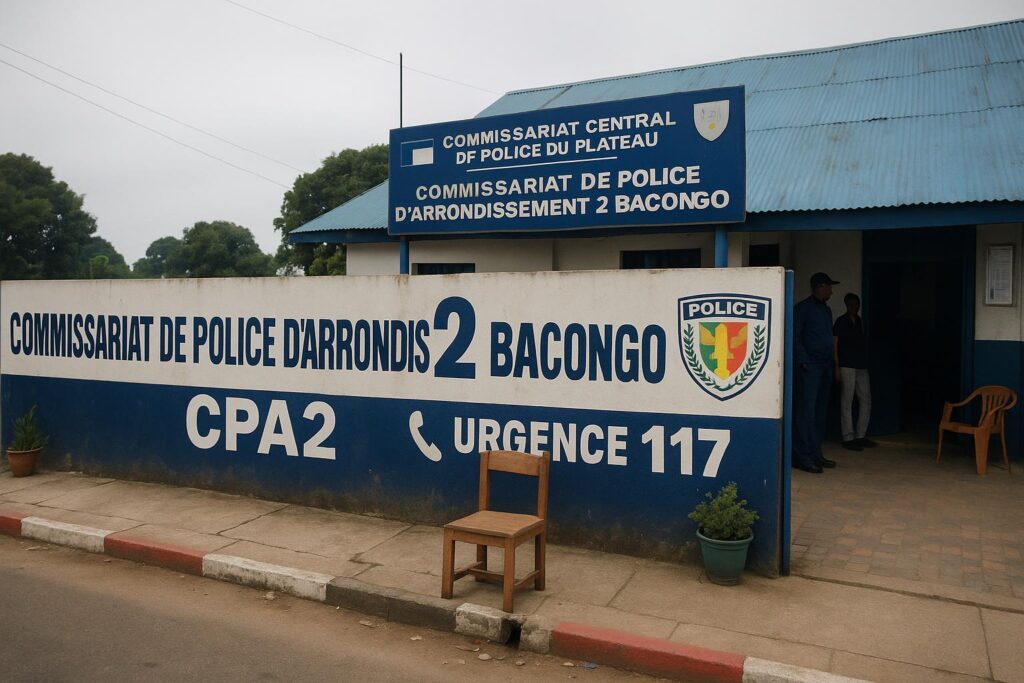 COMMISSARIAT CENTRAL
DF POLICE DU PLATEAU
COMMISSARIAT DE POLICE
D'ARRONDISSEMENT 2 BACONGO
COMMISSARIAT DE POLICE D'ARRONDIS 2 BACONGO
POLICE
CPA2
URGENCE 117